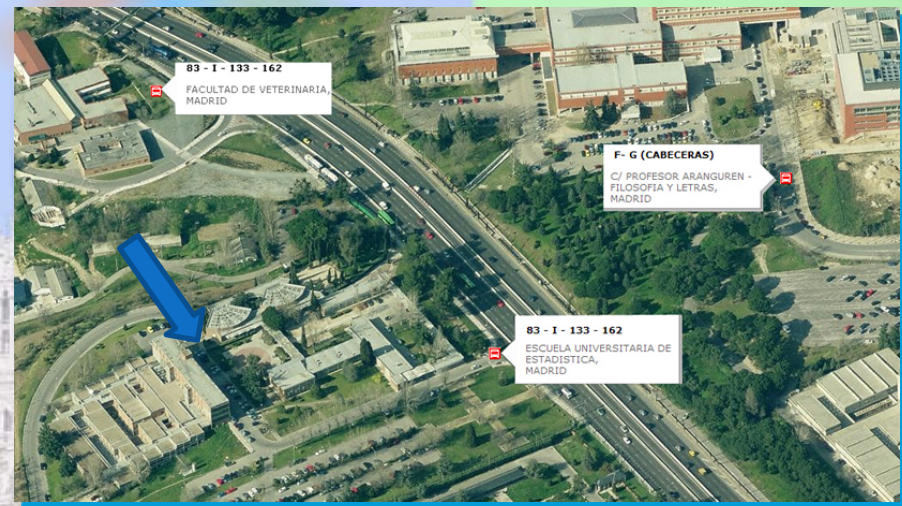 83 - I - 133 - 162
FACULTAD DE VETERINARIA,
MADRID
F- G (CABECERAS)
C/ PROFESOR ARANGUREN -
FILOSOFIA Y LETRAS,
MADRID
83 - I - 133 - 162
ESCUELA UNIVERSITARIA DE
ESTADISTICA,
MADRID